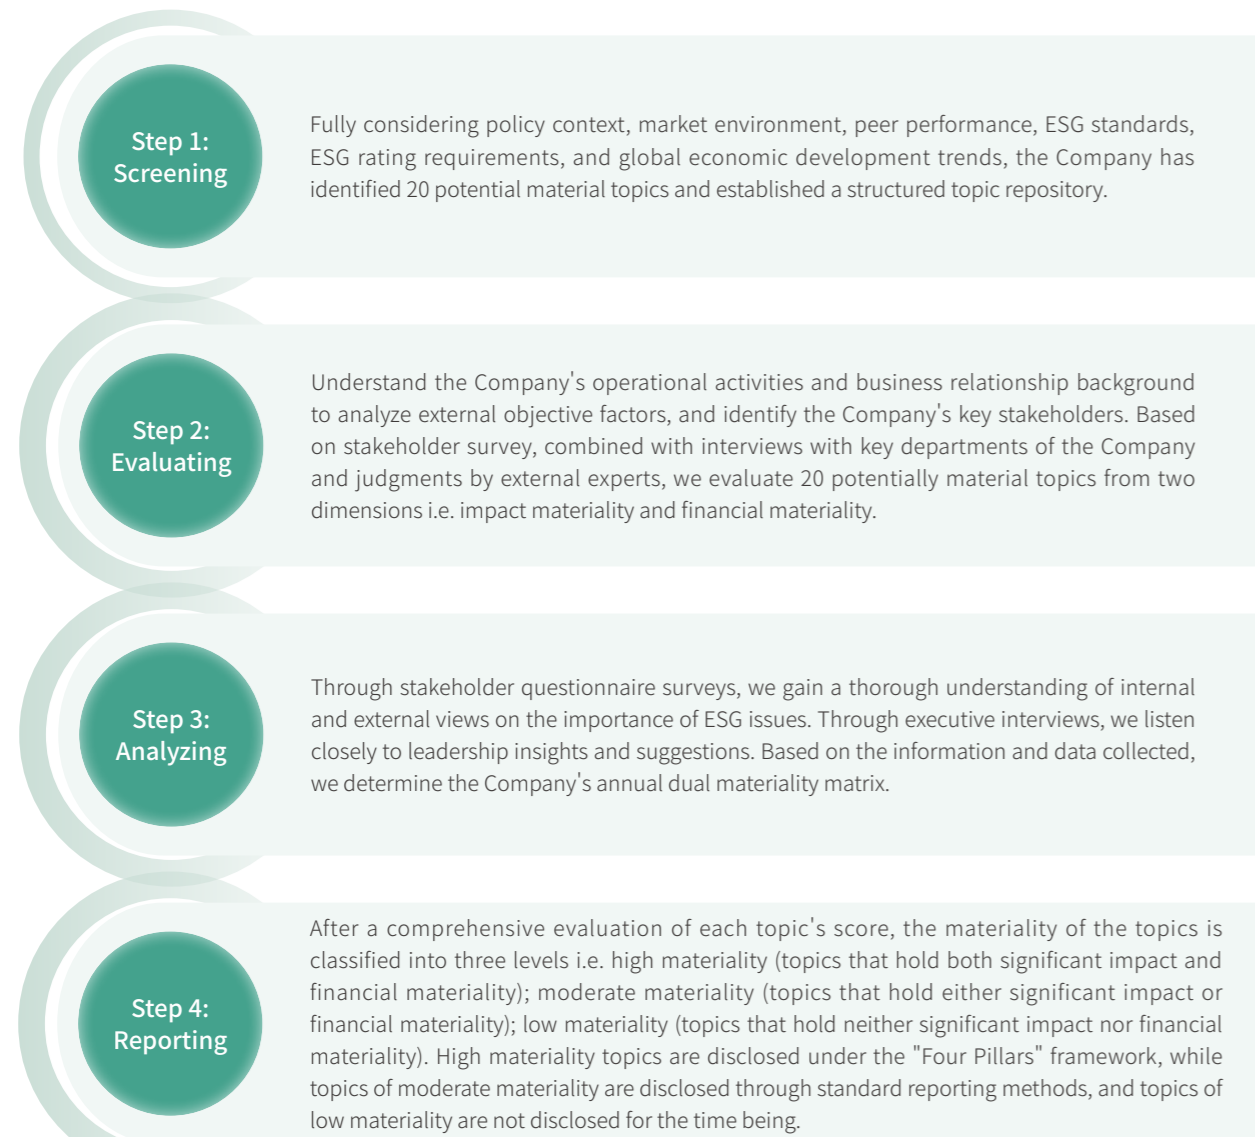 Step 1:
Screening
Fully considering policy context, market environment, peer performance, ESG standards,
ESG rating requirements, and global economic development trends, the Company has
identified 20 potential material topics and established a structured topic repository.
Step 2:
Evaluating
Understand the Company's operational activities and business relationship background
to analyze external objective factors, and identify the Company's key stakeholders. Based
on stakeholder survey, combined with interviews with key departments of the Company
and judgments by external experts, we evaluate 20 potentially material topics from two
dimensions i.e. impact materiality and financial materiality.
Step 3:
Analyzing
Through stakeholder questionnaire surveys, we gain a thorough understanding of internal
and external views on the importance of ESG issues. Through executive interviews, we listen
closely to leadership insights and suggestions. Based on the information and data collected,
we determine the Company's annual dual materiality matrix.
Step 4:
Reporting
After a comprehensive evaluation of each topic's score, the materiality of the topics is
classified into three levels i.e. high materiality (topics that hold both significant impact and
financial materiality); moderate materiality (topics that hold either significant impact or
financial materiality); low materiality (topics that hold neither significant impact nor financial
materiality). High materiality topics are disclosed under the "Four Pillars" framework, while
topics of moderate materiality are disclosed through standard reporting methods, and topics of
low materiality are not disclosed for the time being.